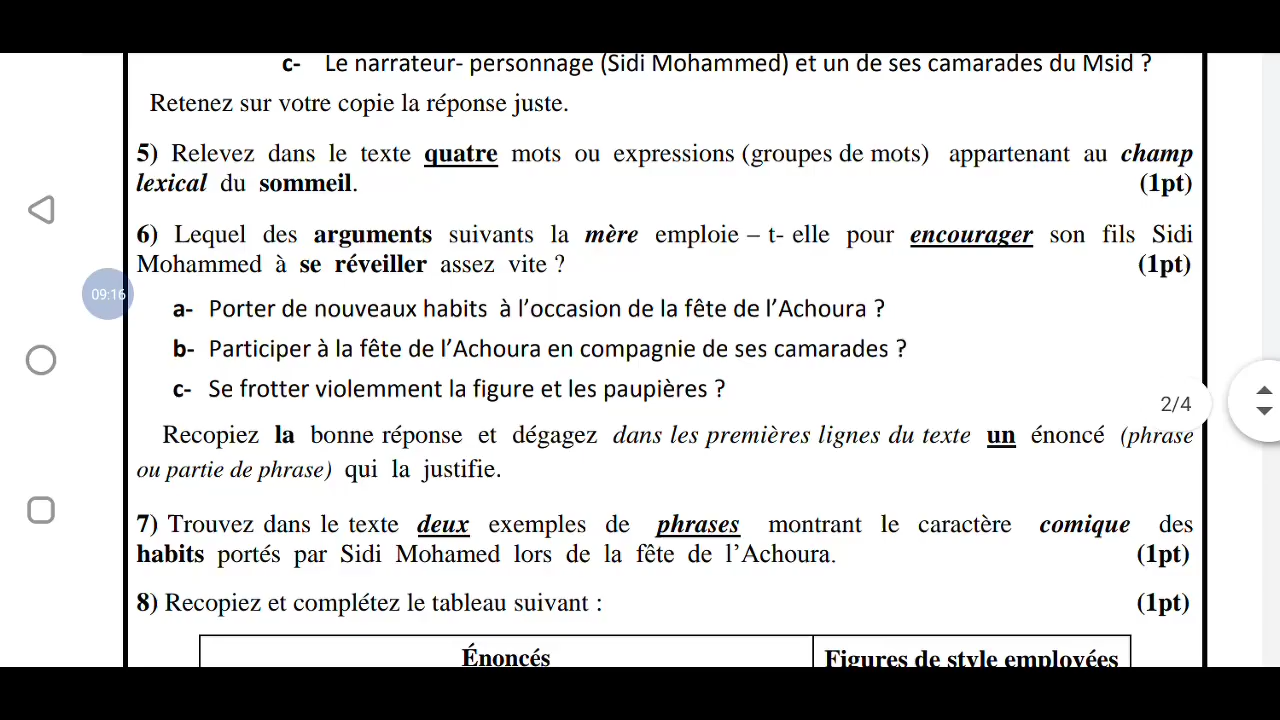 c- Le narrateur- personnage (Sidi Mohammed) et un de ses camarades du Msid ?
Retenez sur votre copie la réponse juste.
5) Relevez dans le texte quatre mots ou expressions (groupes de mots) appartenant au champ
lexical du sommeil. (1pt)
6) Lequel des arguments suivants la mère emploie – t- elle pour encourager son fils Sidi
Mohammed à se réveiller assez vite ? (1pt)
09:16
a- Porter de nouveaux habits à l’occasion de la fête de l’Achoura ?
b- Participer à la fête de l’Achoura en compagnie de ses camarades ?
c- Se frotter violemment la figure et les paupières ?
2/4
Recopiez la bonne réponse et dégagez dans les premières lignes du texte un énoncé (phrase
ou partie de phrase) qui la justifie.
7) Trouvez dans le texte deux exemples de phrases montrant le caractère comique des
habits portés par Sidi Mohamed lors de la fête de l’Achoura. (1pt)
8) Recopiez et complétez le tableau suivant : (1pt)
Énoncés Figures de style employées